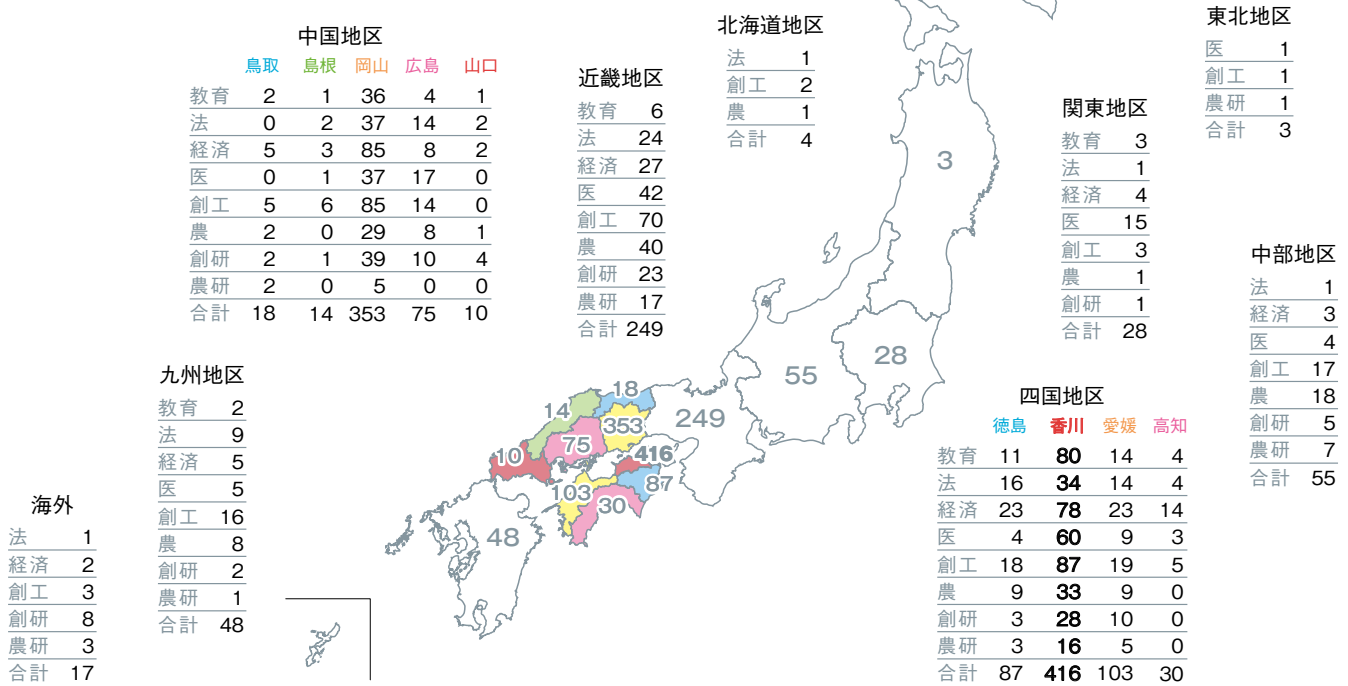 中国地区
鳥取 島根 岡山 広島 山口
教育 2 1 36 4 1
法 0 2 37 14 2
経済 5 3 85 8 2
医 0 1 37 17 0
創工 5 6 85 14 0
農 2 0 29 8 1
創研 2 1 39 10 4
農研 2 0 5 0 0
合計 18 14 353 75 10
近畿地区
教育 6
法 24
経済 27
医 42
創工 70
農 40
創研 23
農研 17
合計 249
北海道地区
法 1
創工 2
農 1
合計 4
関東地区
教育 3
法 1
経済 4
医 15
創工 3
農 1
創研 1
合計 28
東北地区
医 1
創工 1
農研 1
合計 3
中部地区
法 1
経済 3
医 4
創工 17
農 18
創研 5
農研 7
合計 55
九州地区
教育 2
法 9
経済 5
医 5
創工 16
農 8
創研 2
農研 1
合計 48
海外
法 1
経済 2
創工 3
創研 8
農研 3
合計 17
四国地区
徳島 香川 愛媛 高知
教育 11 80 14 4
法 16 34 14 4
経済 23 78 23 14
医 4 60 9 3
創工 18 87 19 5
農 9 33 9 0
創研 3 28 10 0
農研 3 16 5 0
合計 87 416 103 30
3
28
55
249
18
14
353
75
10
416
87
103
30
48